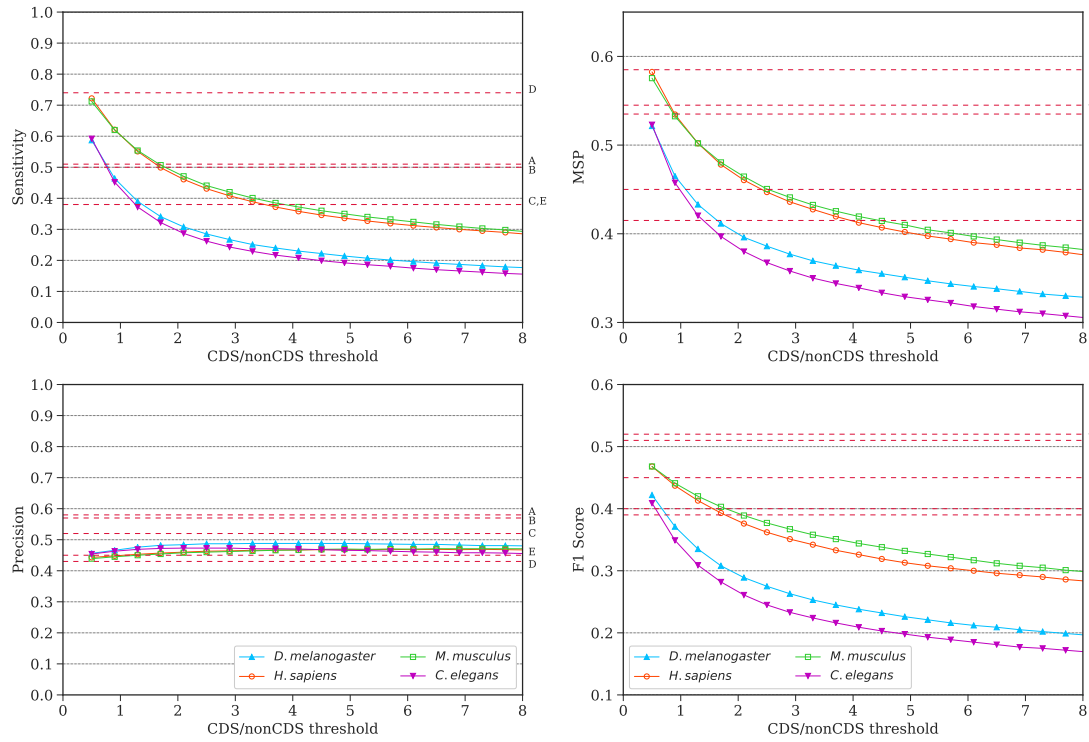 1.0
0.9
0.8
0.7
0.6
0.5
0.4
0.3
0.2
0.1
0.0
Sensitivity
D
A
B
C,E
0 1 2 3 4 5 6 7 8
CDS/nonCDS threshold
0.6
0.5
0.4
0.3
MSP
0 1 2 3 4 5 6 7 8
CDS/nonCDS threshold
1.0
0.9
0.8
0.7
0.6
0.5
0.4
0.3
0.2
0.1
0.0
Precision
A
B
C
E
D
D. melanogaster
H. sapiens
M. musculus
C. elegans
0 1 2 3 4 5 6 7 8
CDS/nonCDS threshold
0.6
0.5
0.4
0.3
0.2
0.1
F1 Score
D. melanogaster
H. sapiens
M. musculus
C. elegans
0 1 2 3 4 5 6 7 8
CDS/nonCDS threshold